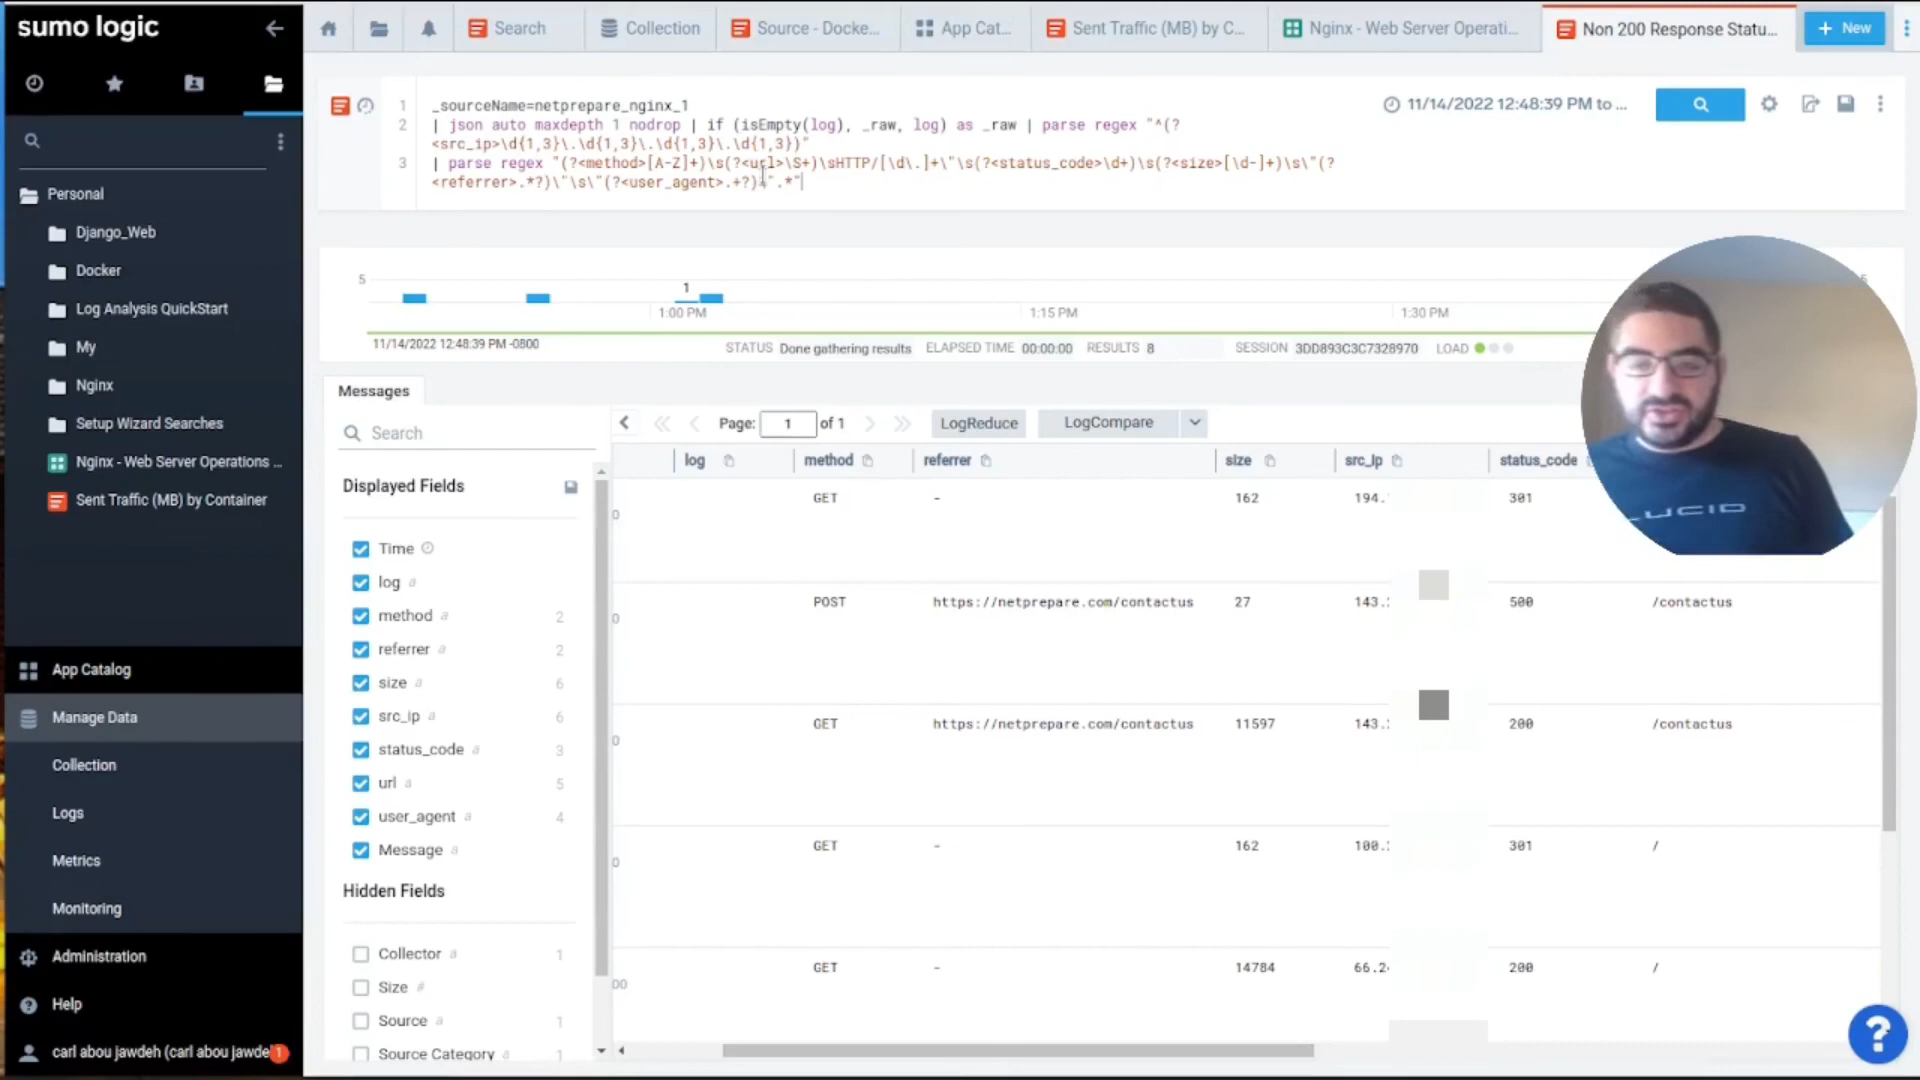 sumo logic
Search
Collection
Source - Docke...
App Cat...
Sent Traffic (MB) by C...
Nginx - Web Server Operati...
Non 200 Response Statu...
+ New
1 _sourceName=netprepare_nginx_1
2 | json auto maxdepth 1 nodrop | if (isEmpty(log), _raw, log) as _raw | parse regex "^(?
<src_ip>\d{1,3}\.\d{1,3}\.\d{1,3}\.\d{1,3})"
3 | parse regex "(?<method>[A-Z]+)\s(?<url>\S+)\sHTTP/[\d\.]+\"\s(?<status_code>\d+)\s(?<size>[\d-]+)\s\"(?
<referrer>.*?)\"\s\"(?<user_agent>.+?)\".*"
11/14/2022 12:48:39 PM to ...
Personal
Django_Web
Docker
Log Analysis QuickStart
My
Nginx
Setup Wizard Searches
Nginx - Web Server Operations ...
Sent Traffic (MB) by Container
App Catalog
Manage Data
Collection
Logs
Metrics
Monitoring
Administration
Help
carl abou jawdeh (carl abou jawde 1
5
1
1:00 PM 1:15 PM 1:30 PM
11/14/2022 12:48:39 PM -0800
STATUS Done gathering results ELAPSED TIME 00:00:00 RESULTS 8 SESSION 3DD893C3C7328970 LOAD
Messages
Search
Page: 1 of 1 LogReduce LogCompare
Displayed Fields
Time
log a
method a 2
referrer a 2
size a 6
src_ip a 6
status_code a 3
url a 5
user_agent a 4
Message a
Hidden Fields
Collector a 1
Size #
Source a 1
Source Category a 1
log method referrer size src_ip status_code
GET - 162 194. 301
POST https://netprepare.com/contactus 27 143. 500 /contactus
GET https://netprepare.com/contactus 11597 143. 200 /contactus
GET - 162 100. 301 /
GET - 14784 66.2 200 /
LUCID
?